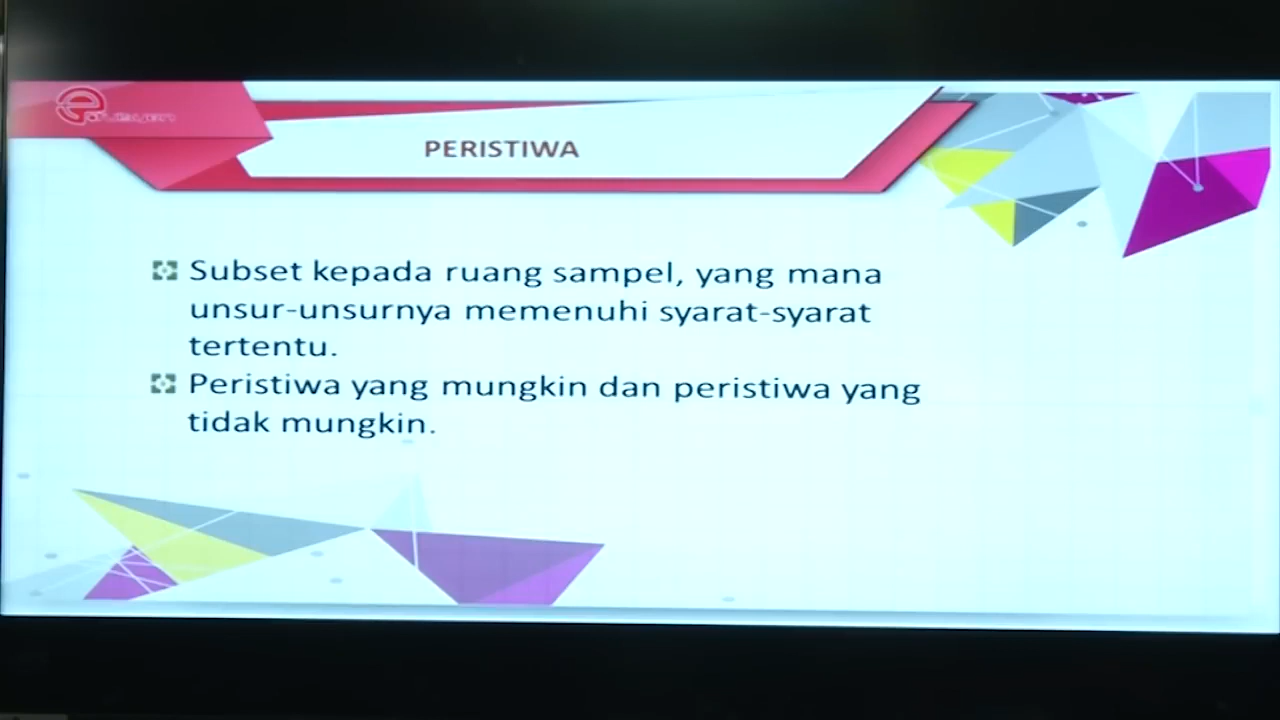 PERISTIWA
Subset kepada ruang sampel, yang mana
unsur-unsurnya memenuhi syarat-syarat
tertentu.
Peristiwa yang mungkin dan peristiwa yang
tidak mungkin.